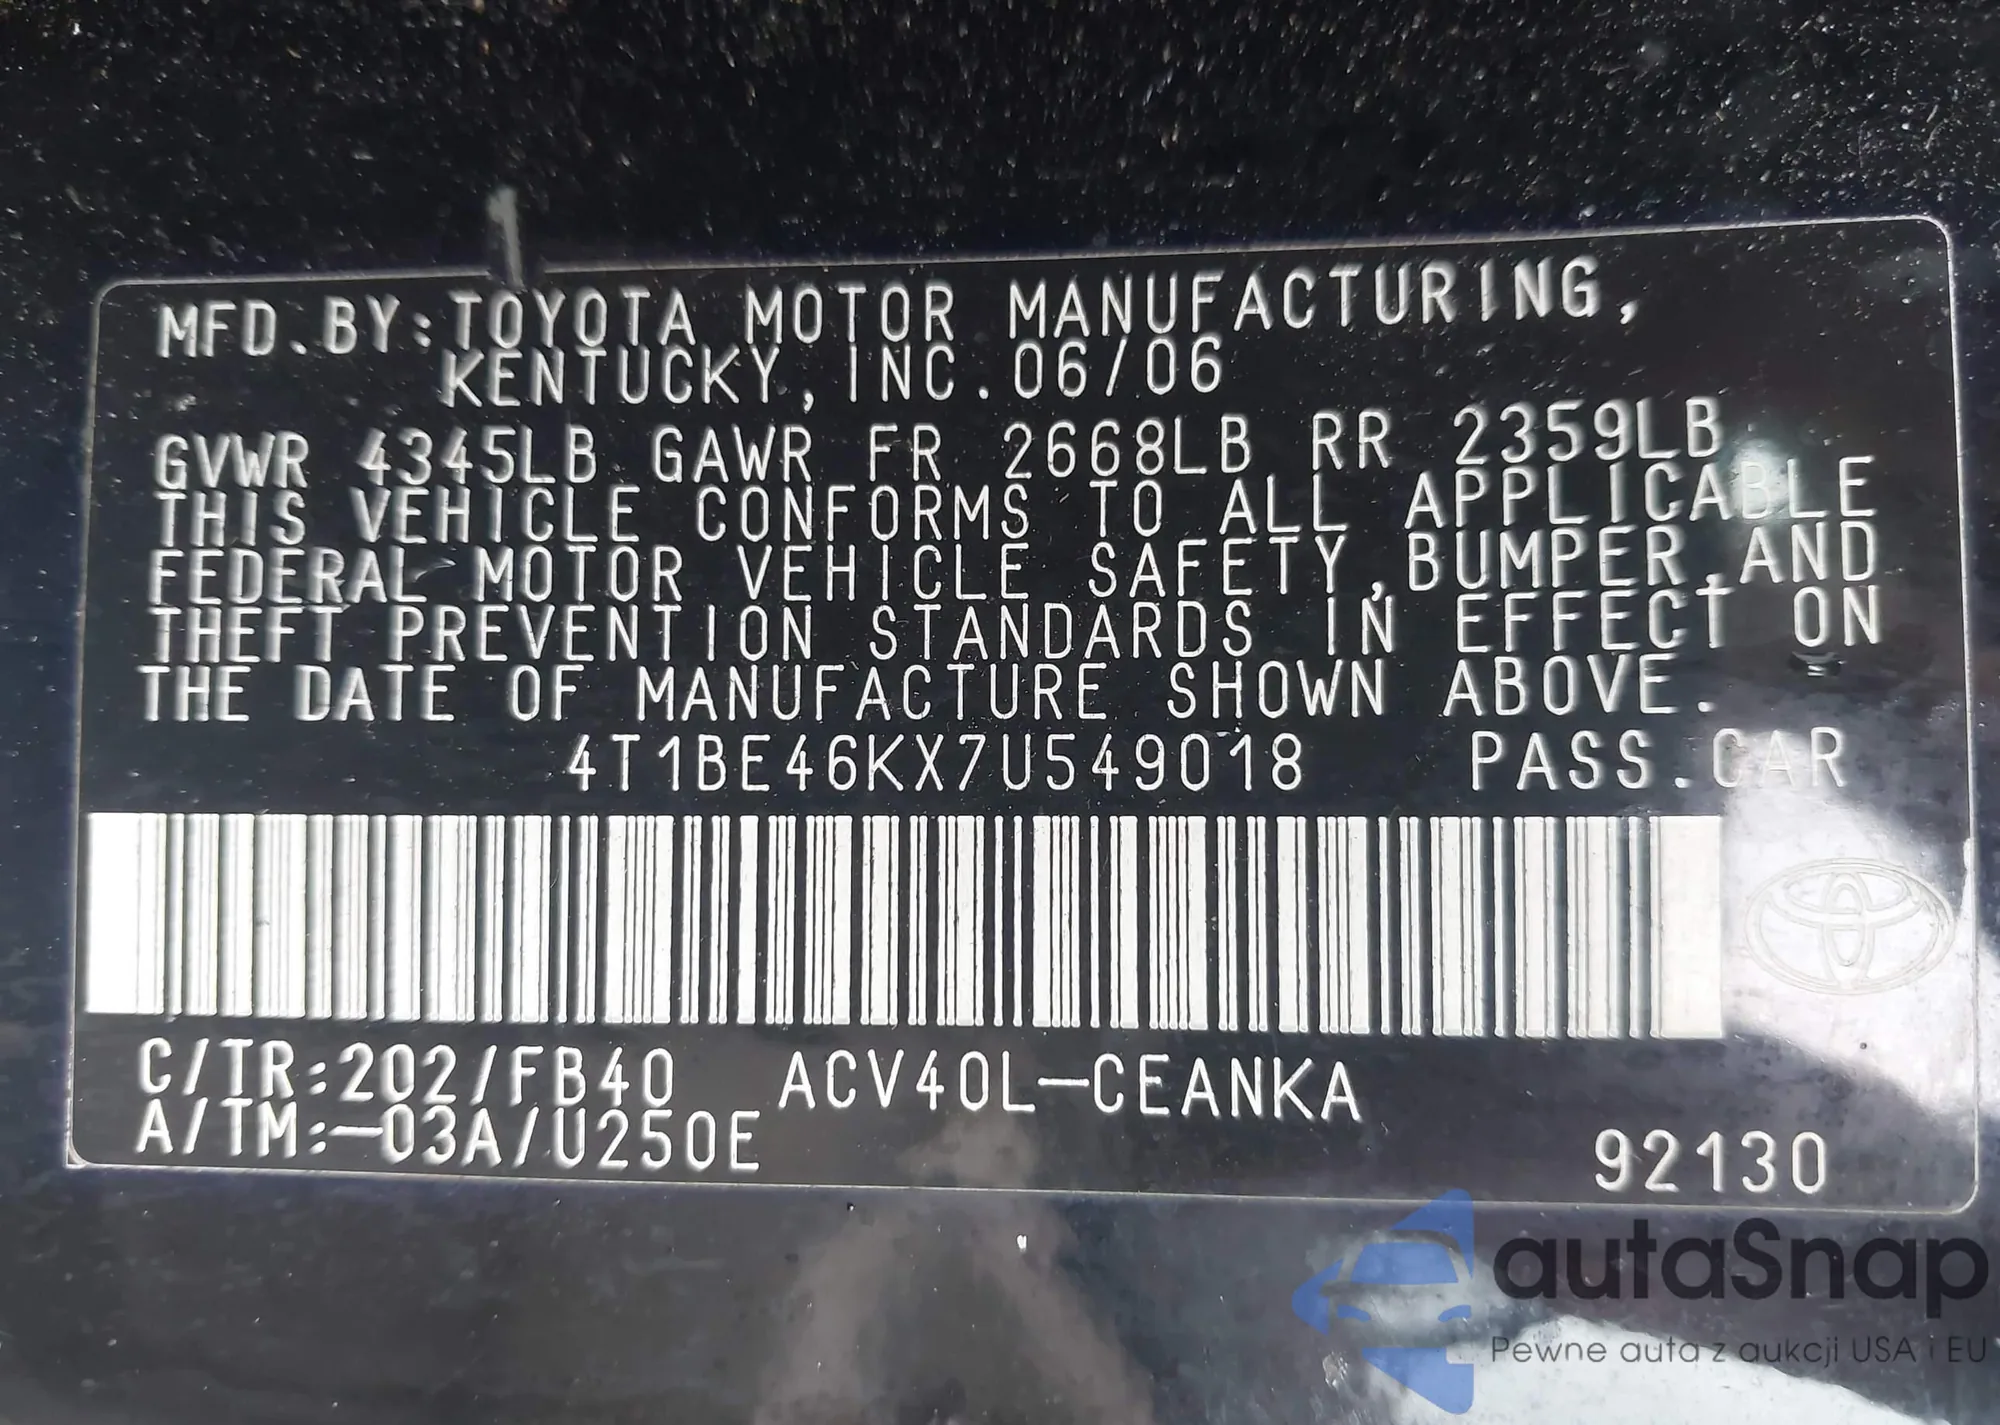 MFD.BY:TOYOTA MOTOR MANUFACTURING,
KENTUCKY, INC. 06/06
GVWR 4345LB GAWR FR 2668LB RR 2359LB
THIS VEHICLE CONFORMS TO ALL APPLICABLE
FEDERAL MOTOR VEHICLE SAFETY,BUMPER,AND
THEFT PREVENTION STANDARDS IN EFFECT ON
THE DATE OF MANUFACTURE SHOWN ABOVE.
4T1BE46KX7U549018 PASS.CAR
C/TR:202/FB40 ACV40L-CEANKA
A/TM:-03A/U250E
92130
autaSnap
Pewne auta z aukcji USA i EU